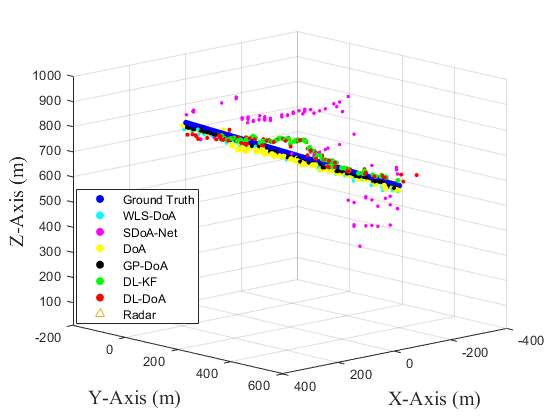 1000
900
800
700
600
500
400
300
200
100
Z-Axis (m)
Ground Truth
WLS-DoA
SDoA-Net
DoA
GP-DoA
DL-KF
DL-DoA
Radar
-200
0
200
400
600
Y-Axis (m)
400
200
0
-200
-400
X-Axis (m)